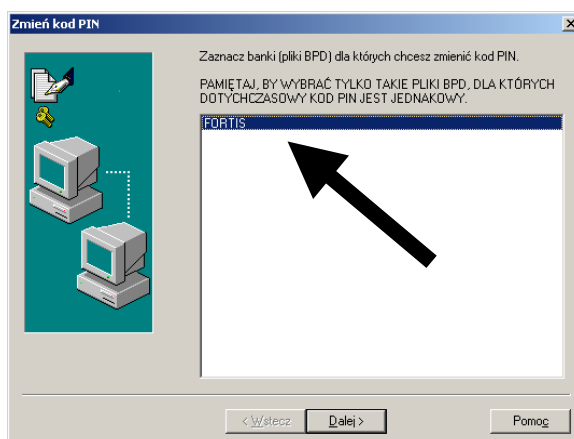 Zmień kod PIN
Zaznacz banki (pliki BPD) dla których chcesz zmienić kod PIN.
PAMIĘTAJ, BY WYBRAĆ TYLKO TAKIE PLIKI BPD, DLA KTÓRYCH
DOTYCHCZASOWY KOD PIN JEST JEDNAKOWY.
FORTIS
< Wstecz
Dalej >
Pomoc